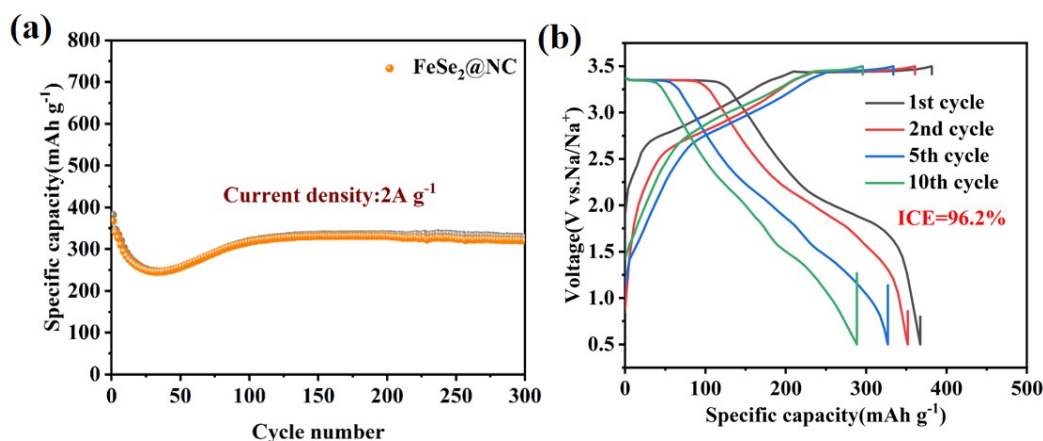 (a)
800
700
600
500
400
300
200
100
0
Specific capacity(mAh g⁻¹)
FeSe₂@NC
Current density:2A g⁻¹
0 50 100 150 200 250 300
Cycle number
(b)
3.5
3.0
2.5
2.0
1.5
1.0
0.5
Voltage(V vs.Na/Na⁺)
1st cycle
2nd cycle
5th cycle
10th cycle
ICE=96.2%
0 100 200 300 400 500
Specific capacity(mAh g⁻¹)